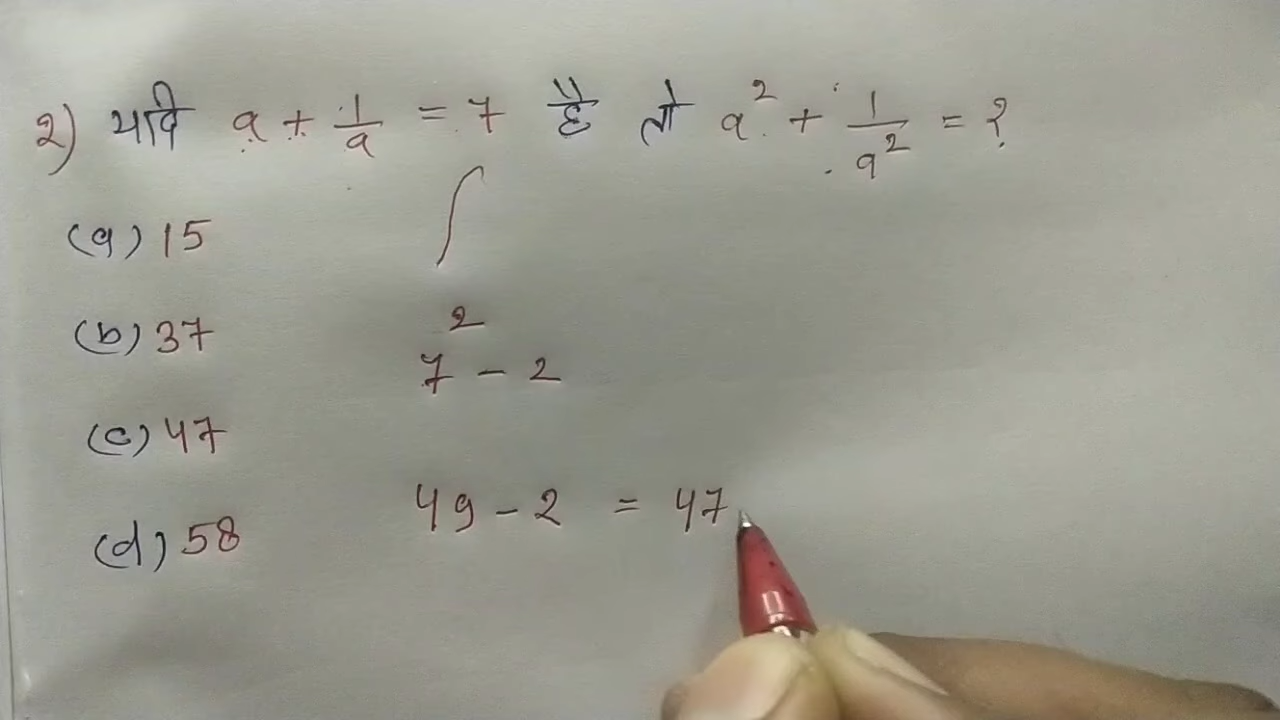 2) यदि a + 1/a = 7 है तो a² + 1/a² = ?
(a) 15
(b) 37
7² - 2
(c) 47
49 - 2 = 47
(d) 58